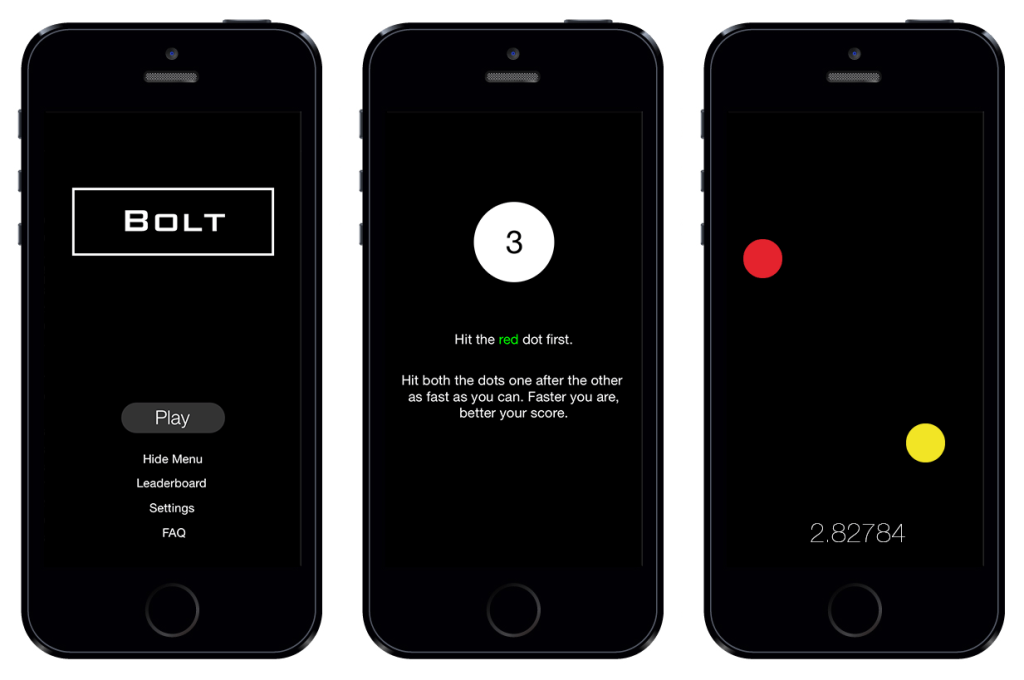 BOLT
Play
Hide Menu
Leaderboard
Settings
FAQ
3
Hit the red dot first.
Hit both the dots one after the other
as fast as you can. Faster you are,
better your score.
2.82784